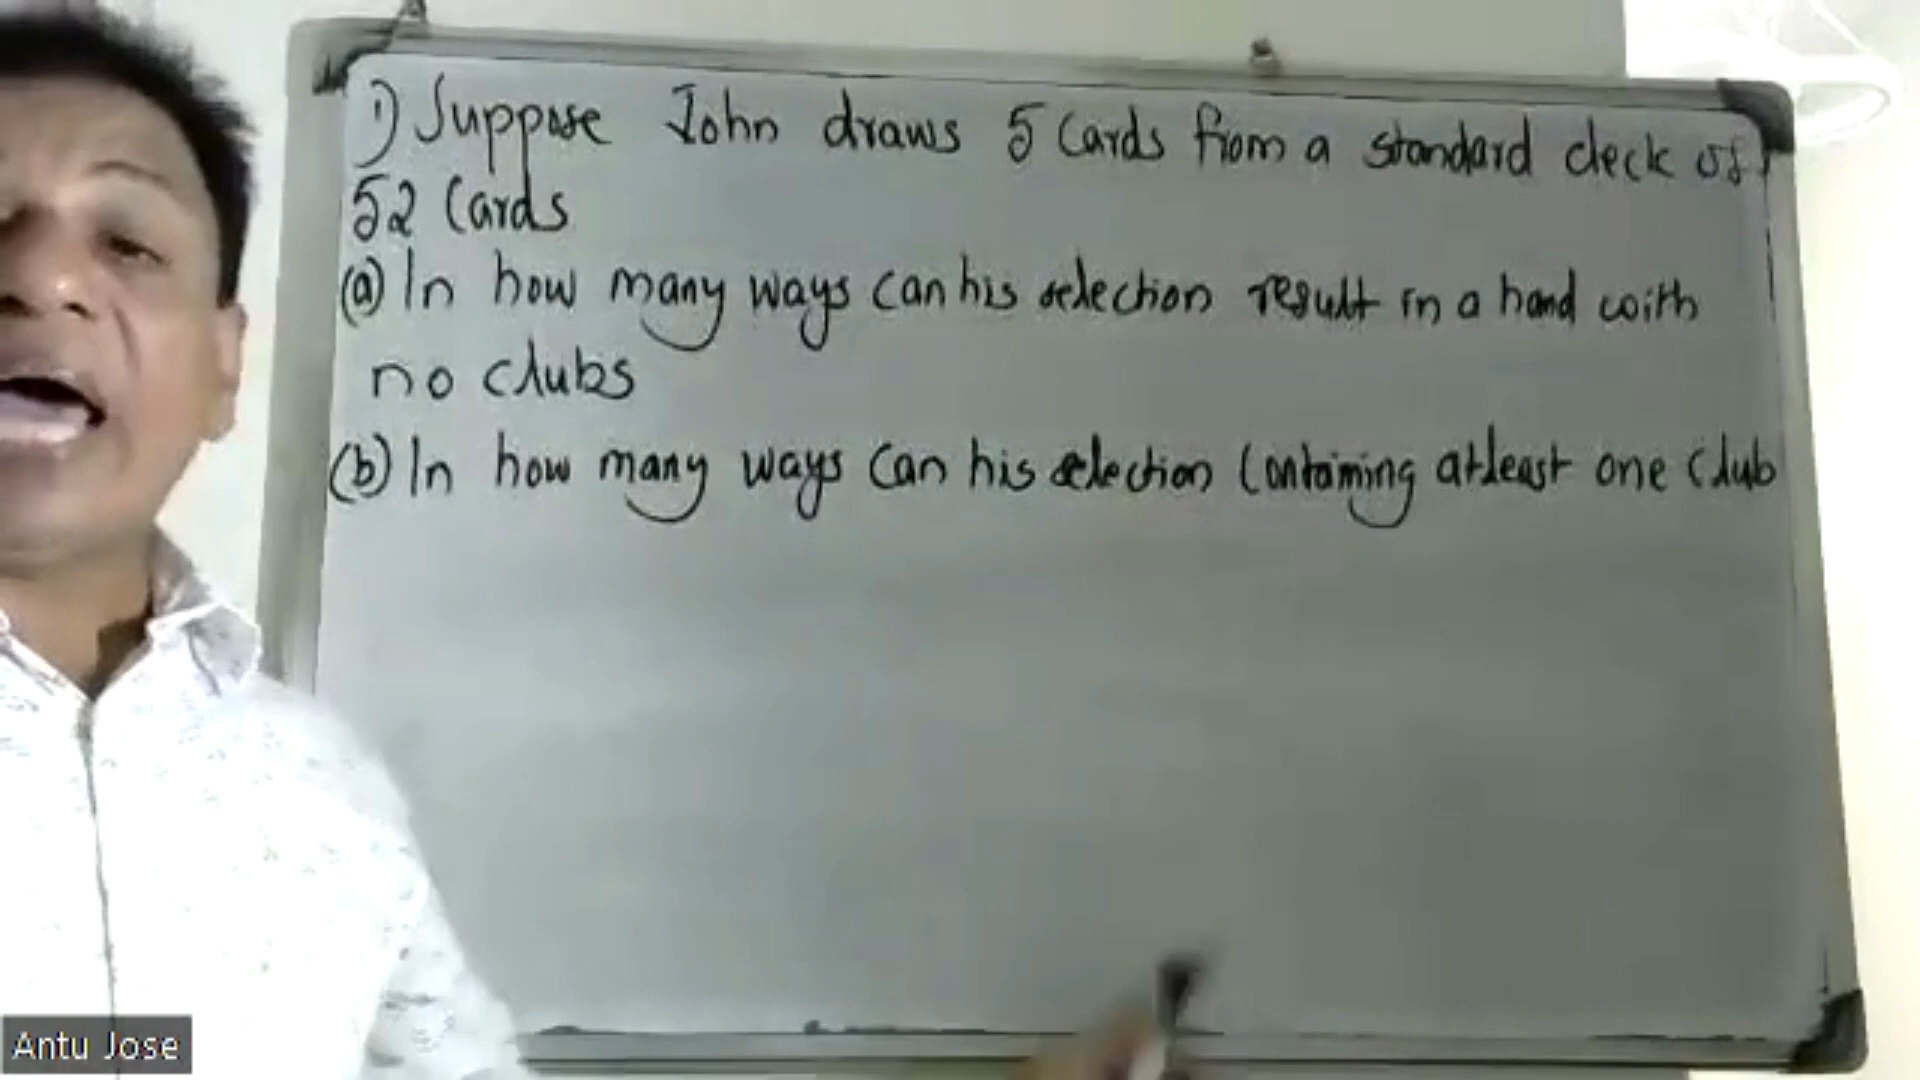 1) Suppose John draws 5 Cards from a standard deck of
52 Cards
(a) In how many ways can his selection result in a hand with
no clubs
(b) In how many ways can his selection containing atleast one club
Antu Jose